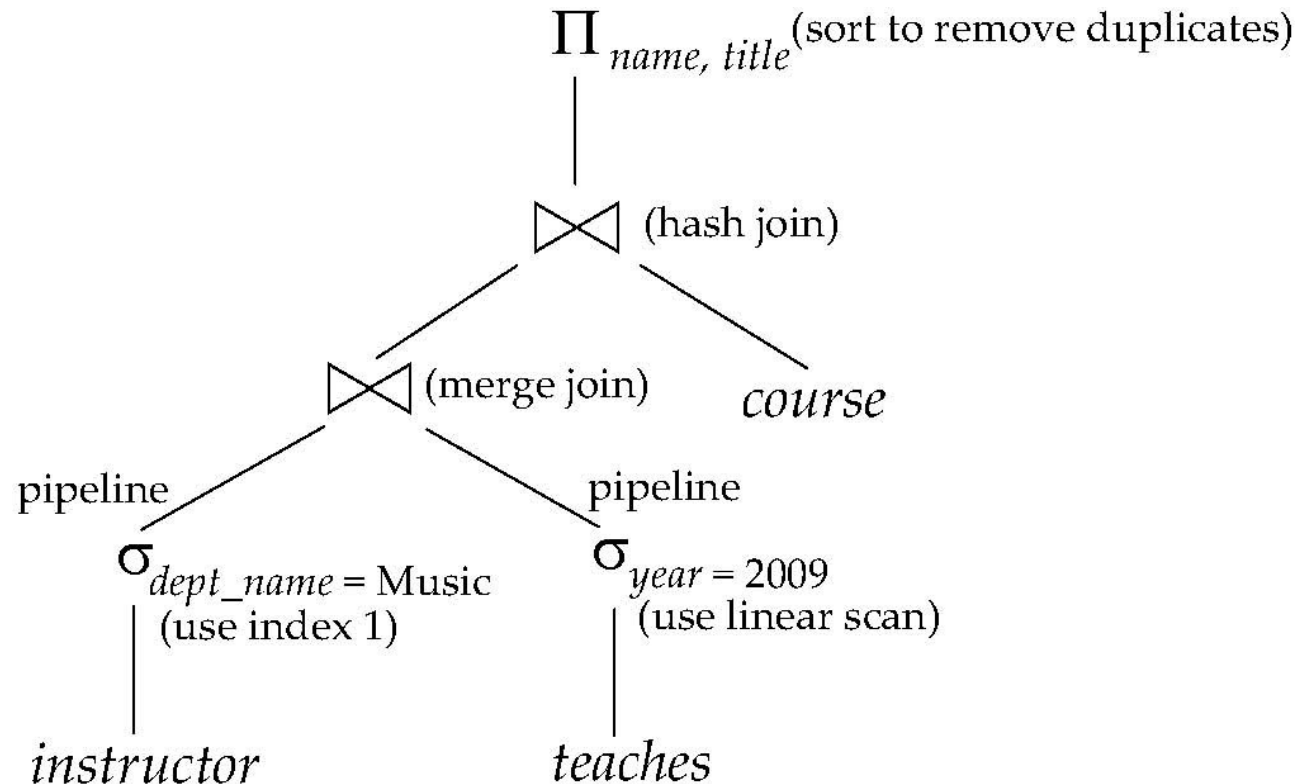 Π name, title (sort to remove duplicates)
⋈ (hash join)
⋈ (merge join)
course
pipeline
pipeline
σ dept_name = Music
(use index 1)
σ year = 2009
(use linear scan)
instructor
teaches